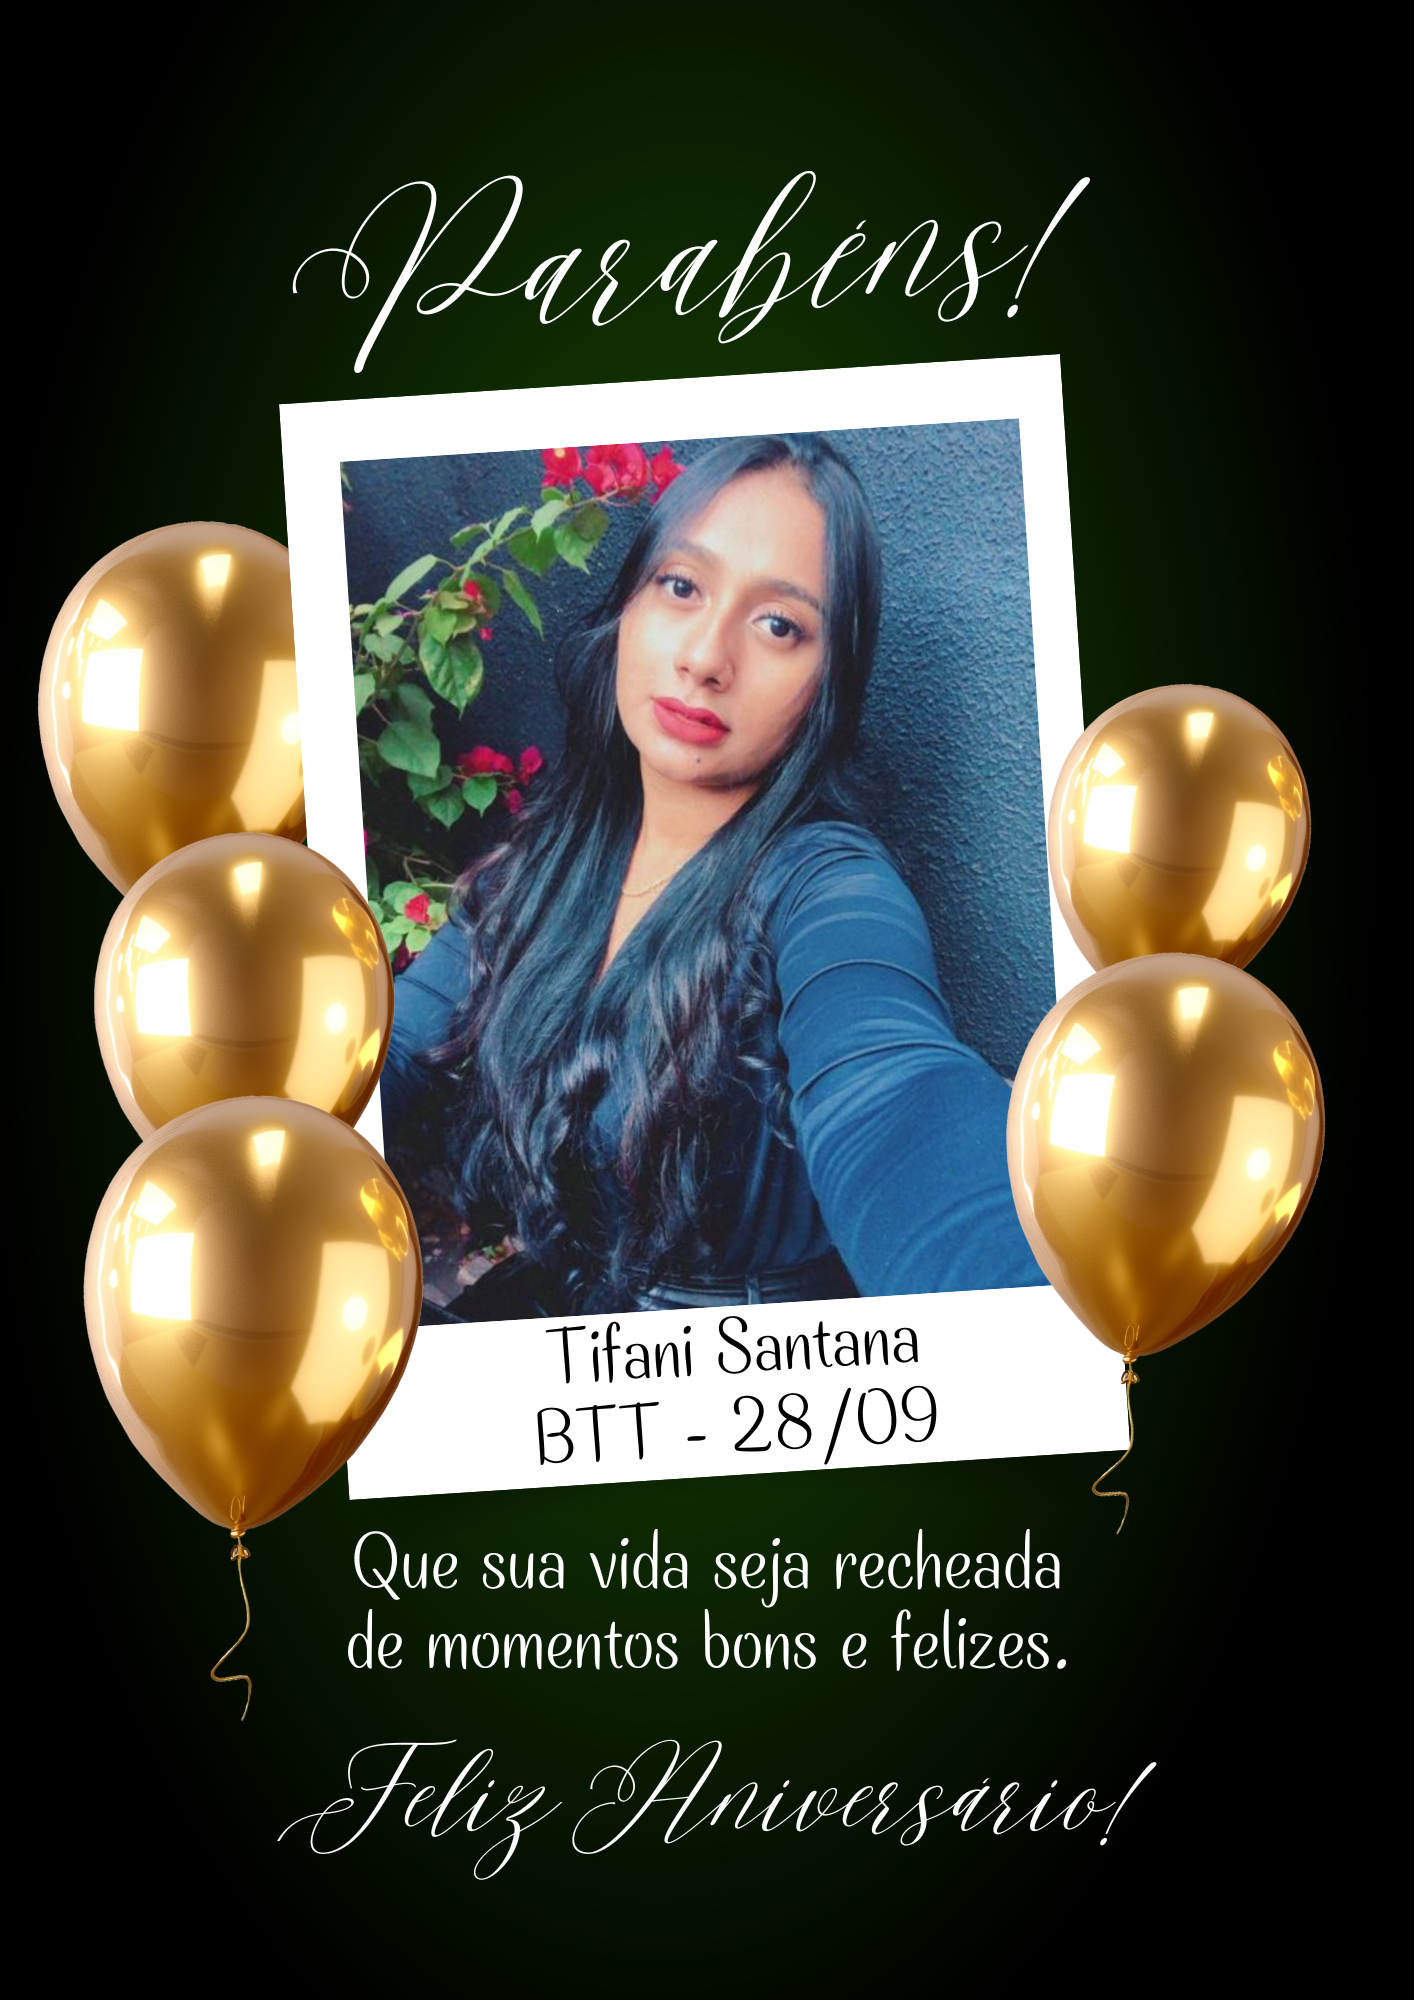 Parabéns!
Tifani Santana
BTT - 28/09
Que sua vida seja recheada
de momentos bons e felizes.
Feliz Aniversário!